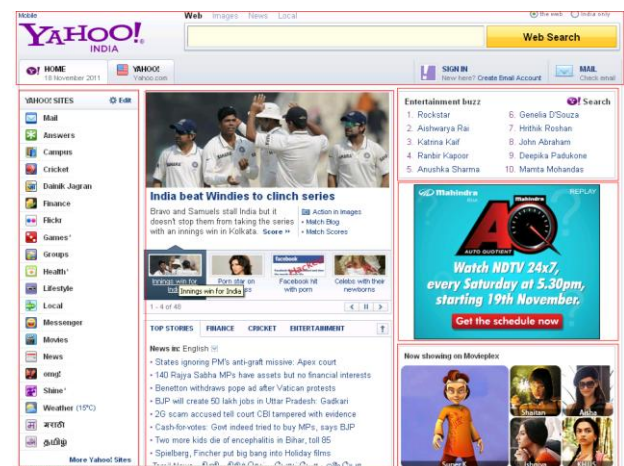 Mobile
Web Images News Local
the web India only
YAHOO!
INDIA
Web Search
HOME
18 November 2011
YAHOO!
Yahoo.com
SIGN IN
New here? Create Email Account
MAIL
Check email
YAHOO! SITES Edit
Mail
Answers
Campus
Cricket
Dainik Jagran
Finance
Flickr
Games
Groups
Health
Lifestyle
Local
Messenger
Movies
News
omg!
Shine
Weather (15°C)
मराठी
தமிழ்
More Yahoo! Sites
India beat Windies to clinch series
Bravo and Samuels stall India but it
doesn't stop them from taking the series
with an innings win in Kolkata. Score »
Action in Images
• Match Blog
• Match Scores
Innings win for
Innings win for India
Porn star on
Facebook hit
with porn
Celebs with their
newborns
1 - 4 of 48
TOP STORIES FINANCE CRICKET ENTERTAINMENT
News in: English
• States ignoring PM's anti-graft missive: Apex court
• 140 Rajya Sabha MPs have assets but no financial interests
• Benetton withdraws pope ad after Vatican protests
• BJP will create 50 lakh jobs in Uttar Pradesh: Gadkari
• 2G scam accused tell court CBI tampered with evidence
• Cash-for-votes: Govt indeed tried to buy MPs, says BJP
• Two more kids die of encephalitis in Bihar, toll 85
• Spielberg, Fincher put big bang into Holiday films
Entertainment buzz
Search
1. Rockstar
2. Aishwarya Rai
3. Katrina Kaif
4. Ranbir Kapoor
5. Anushka Sharma
6. Genelia D'Souza
7. Hrithik Roshan
8. John Abraham
9. Deepika Padukone
10. Mamta Mohandas
Mahindra
REPLAY
Mahindra
AQ
AUTO QUOTIENT
Watch NDTV 24x7,
every Saturday at 5.30pm,
starting 19th November.
Get the schedule now
Now showing on Movieplex
Super K
Shaitan
Aisha
Ishqiya